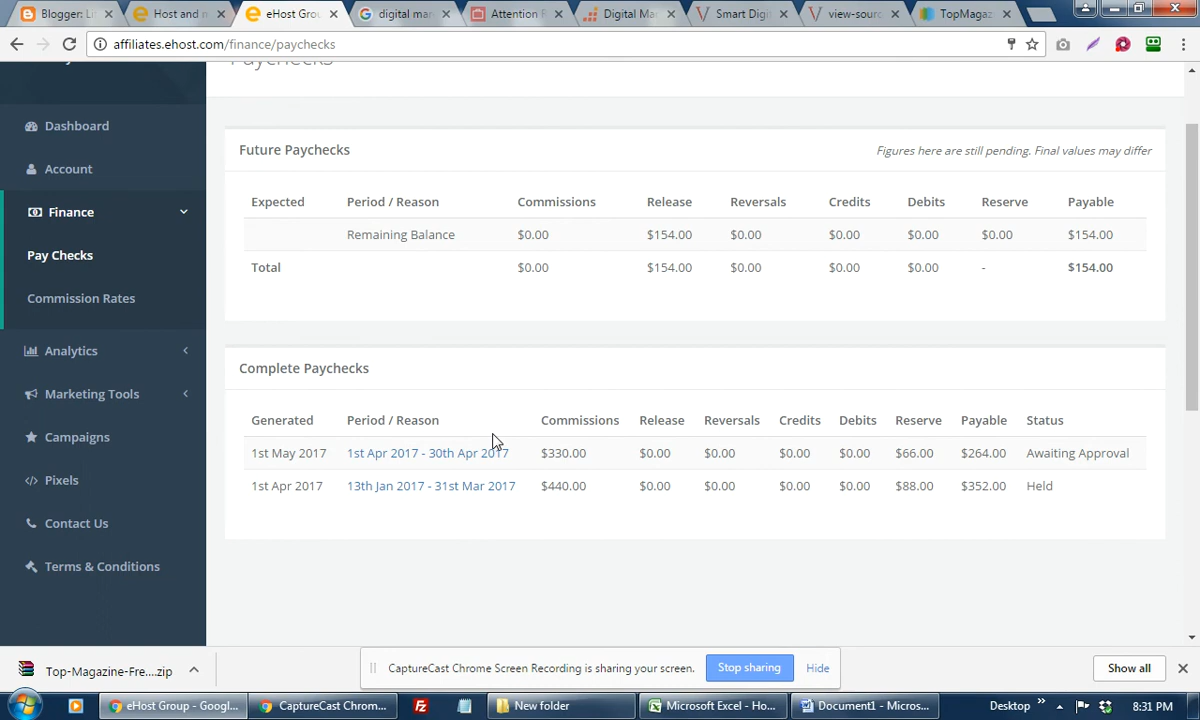 Blogger: Li
Host and m
eHost Grou
digital mar
Attention R
Digital Ma
Smart Digi
view-sourc
TopMagaz
affiliates.ehost.com/finance/paychecks
Paychecks
Dashboard
Account
Finance
Pay Checks
Commission Rates
Analytics
Marketing Tools
Campaigns
Pixels
Contact Us
Terms & Conditions
Future Paychecks
Figures here are still pending. Final values may differ
Expected Period / Reason Commissions Release Reversals Credits Debits Reserve Payable
Remaining Balance $0.00 $154.00 $0.00 $0.00 $0.00 $0.00 $154.00
Total $0.00 $154.00 $0.00 $0.00 $0.00 - $154.00
Complete Paychecks
Generated Period / Reason Commissions Release Reversals Credits Debits Reserve Payable Status
1st May 2017 1st Apr 2017 - 30th Apr 2017 $330.00 $0.00 $0.00 $0.00 $0.00 $66.00 $264.00 Awaiting Approval
1st Apr 2017 13th Jan 2017 - 31st Mar 2017 $440.00 $0.00 $0.00 $0.00 $0.00 $88.00 $352.00 Held
Top-Magazine-Fre....zip
CaptureCast Chrome Screen Recording is sharing your screen. Stop sharing Hide
Show all
eHost Group - Googl...
CaptureCast Chrom...
New folder
Microsoft Excel - Ho...
Document1 - Micros...
Desktop
8:31 PM